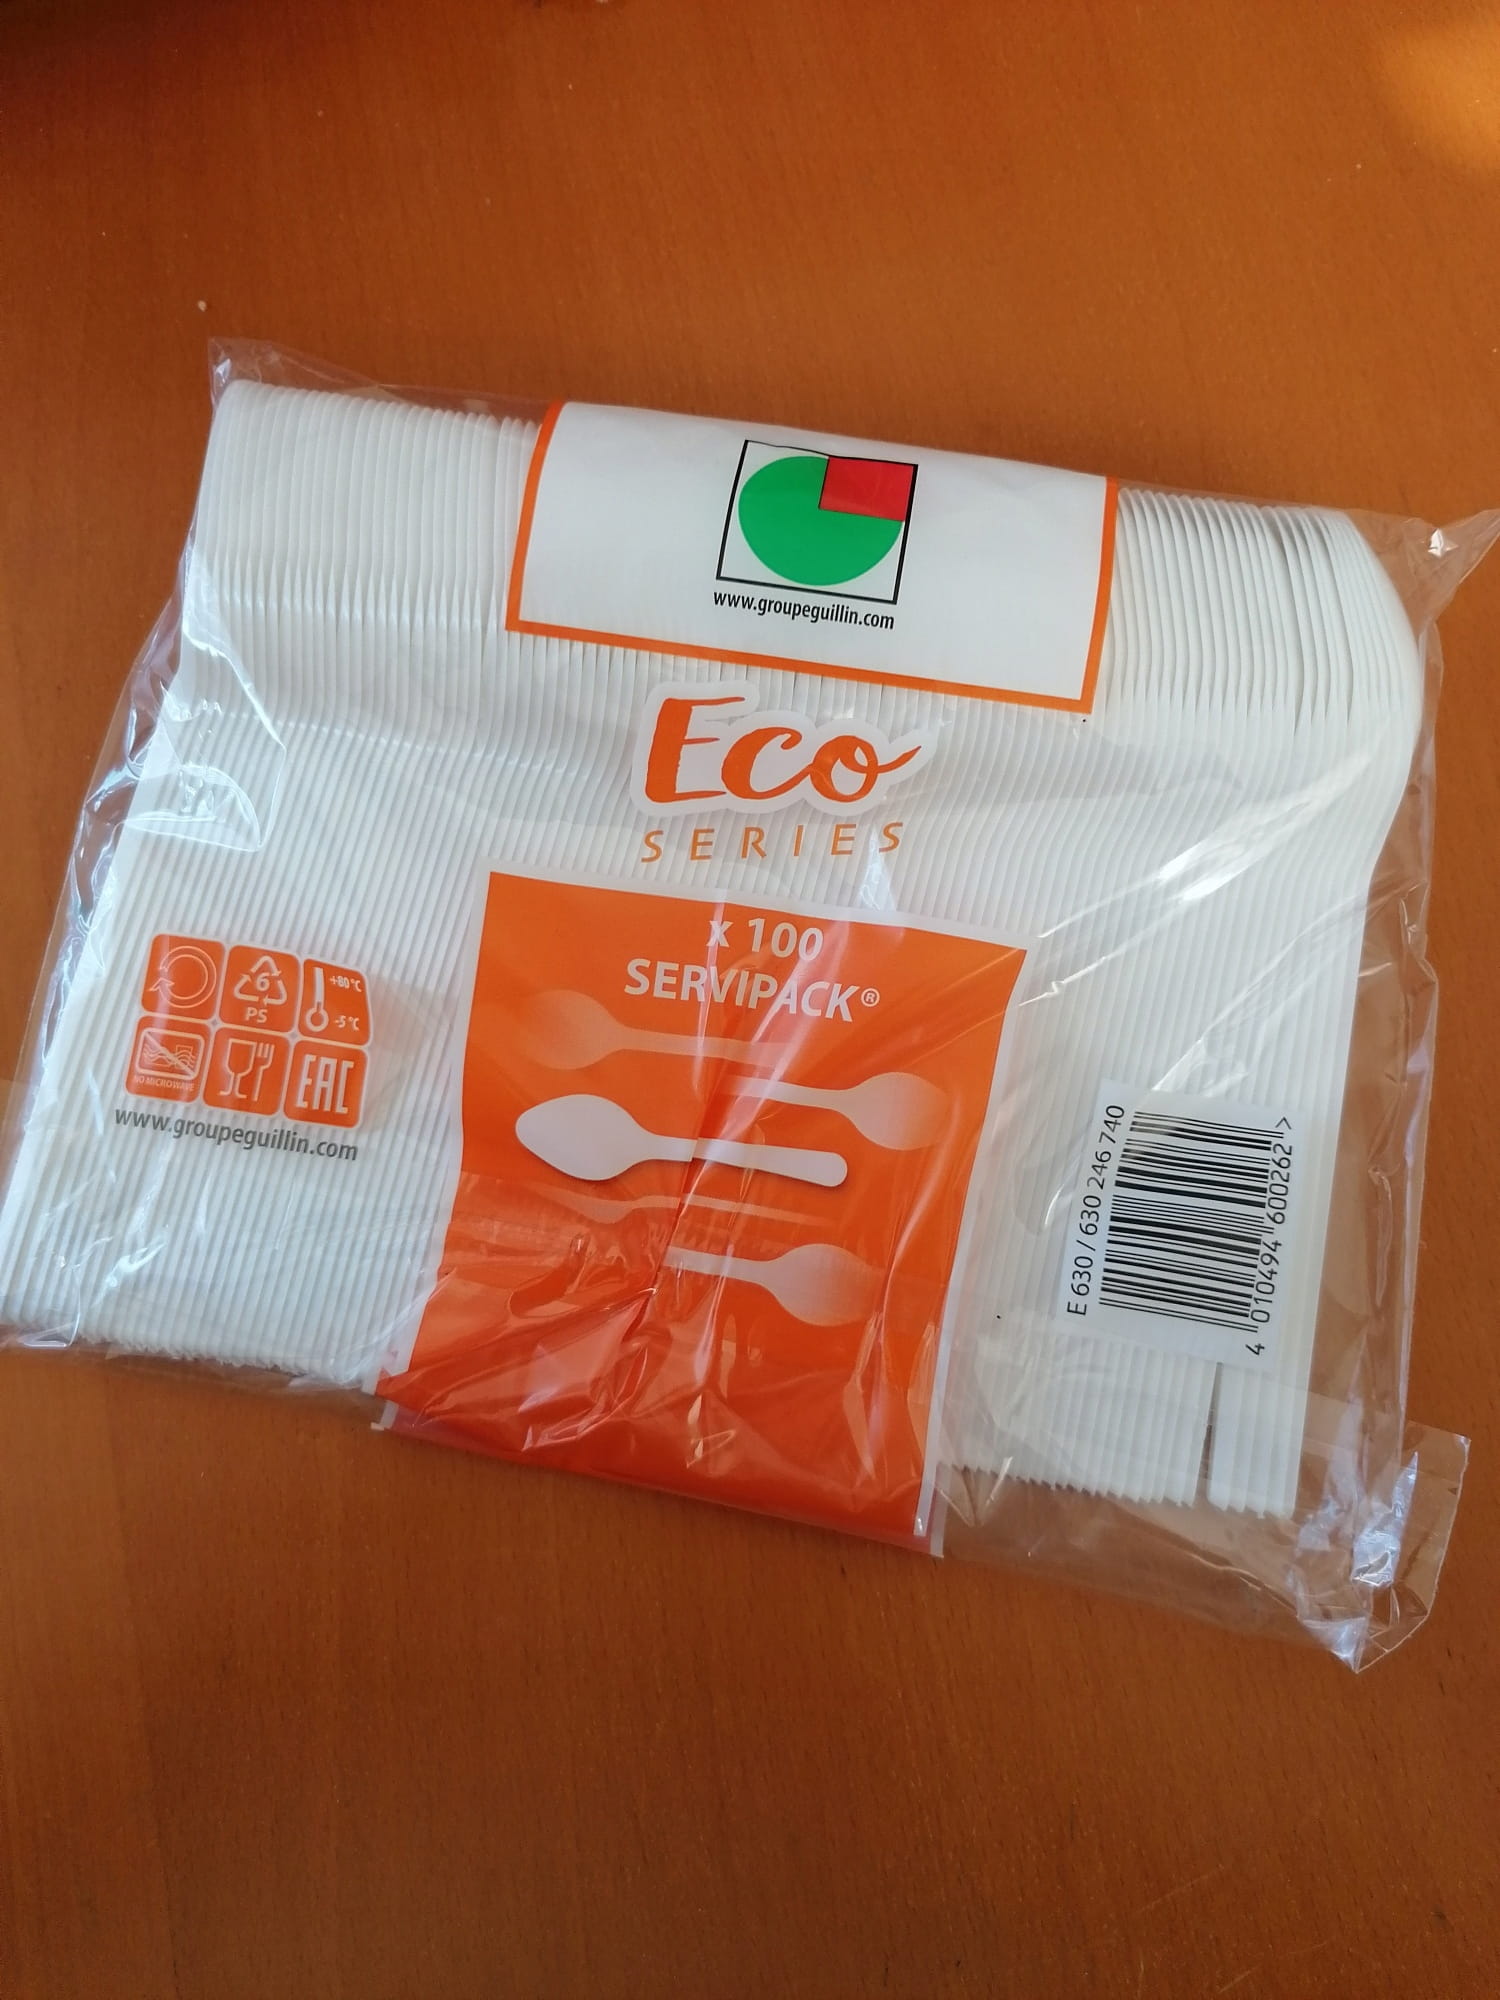 www.groupeguillin.com
Eco
SERIES
x 100
SERVIPACK®
6
PS
+80°C
-5°C
NO MICROWAVE
EAC
www.groupeguillin.com
E 630 / 630 246 740
4 010494 600262 >